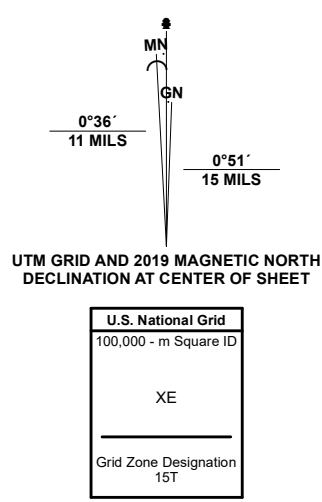 MN
GN
0°36´
11 MILS
0°51´
15 MILS
UTM GRID AND 2019 MAGNETIC NORTH
DECLINATION AT CENTER OF SHEET
U.S. National Grid
100,000 - m Square ID
XE
Grid Zone Designation
15T